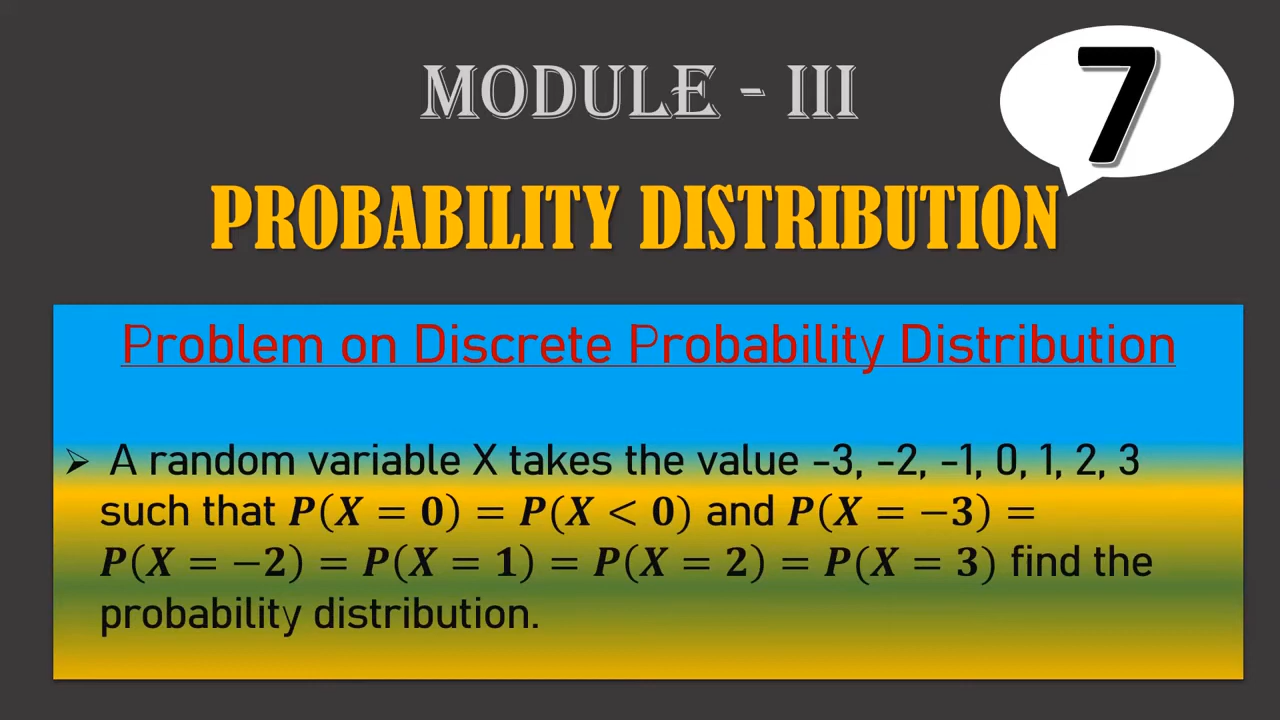 MODULE - III
7
PROBABILITY DISTRIBUTION
Problem on Discrete Probability Distribution
➢ A random variable X takes the value -3, -2, -1, 0, 1, 2, 3
such that P(X = 0) = P(X < 0) and P(X = −3) =
P(X = −2) = P(X = 1) = P(X = 2) = P(X = 3) find the
probability distribution.